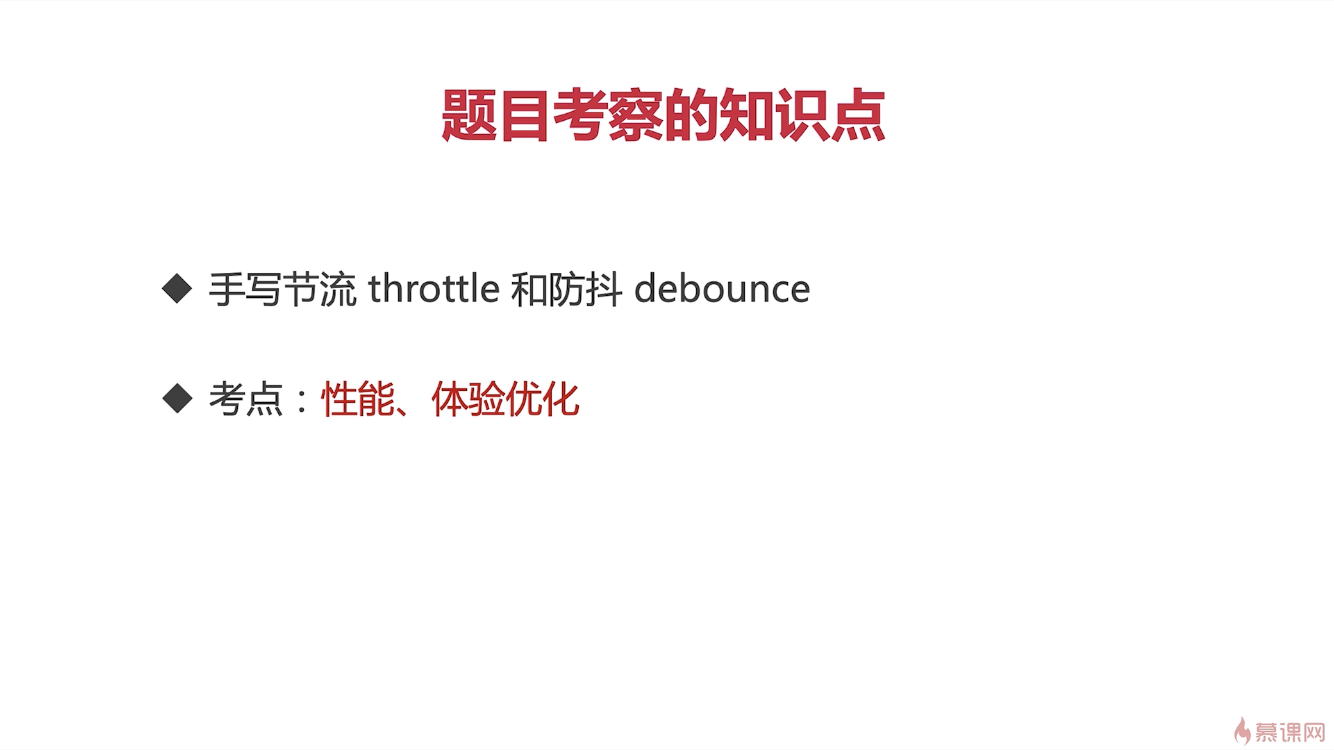 题目考察的知识点
◆ 手写节流 throttle 和防抖 debounce
◆ 考点：性能、体验优化
慕课网